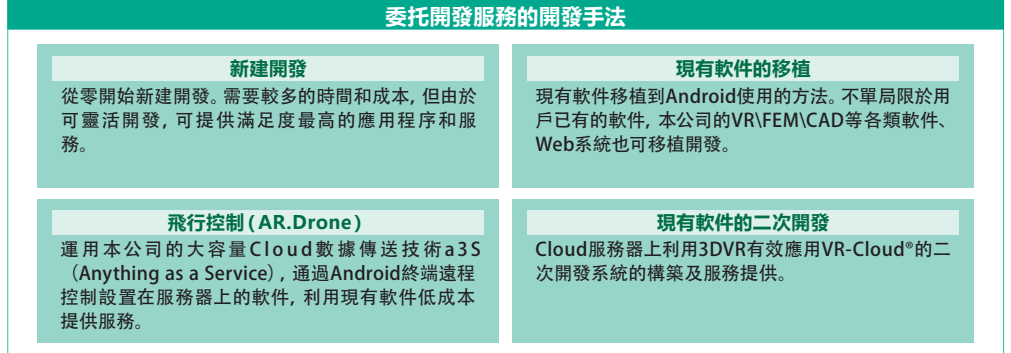 委托開發服務的開發手法
新建開發
從零開始新建開發。需要較多的時間和成本, 但由於
可靈活開發, 可提供滿足度最高的應用程序和服
務。
現有軟件的移植
現有軟件移植到Android使用的方法。不單局限於用
戶已有的軟件, 本公司的VR\FEM\CAD等各類軟件、
Web系統也可移植開發。
飛行控制 ( AR.Drone )
運用本公司的大容量Cloud數據傳送技術a3S
（Anything as a Service）, 通過Android終端遠程
控制設置在服務器上的軟件, 利用現有軟件低成本
提供服務。
現有軟件的二次開發
Cloud服務器上利用3DVR有效應用VR-Cloud®的二
次開發系統的構築及服務提供。